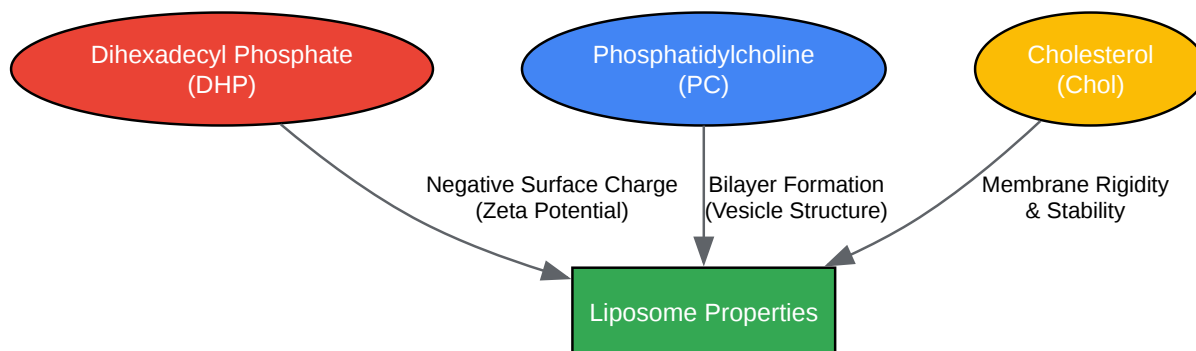 Dihexadecyl Phosphate
(DHP)
Phosphatidylcholine
(PC)
Cholesterol
(Chol)
Negative Surface Charge
(Zeta Potential)
Bilayer Formation
(Vesicle Structure)
Membrane Rigidity
& Stability
Liposome Properties